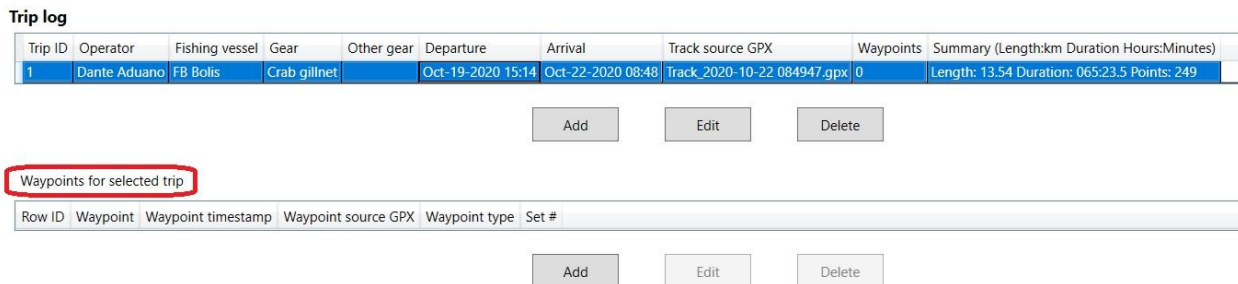 Trip log
Trip ID Operator Fishing vessel Gear Other gear Departure Arrival Track source GPX Waypoints Summary (Length:km Duration Hours:Minutes)
1 Dante Aduano FB Bolis Crab gillnet Oct-19-2020 15:14 Oct-22-2020 08:48 Track_2020-10-22 084947.gpx 0 Length: 13.54 Duration: 065:23.5 Points: 249
Add Edit Delete
Waypoints for selected trip
Row ID Waypoint Waypoint timestamp Waypoint source GPX Waypoint type Set #
Add Edit Delete